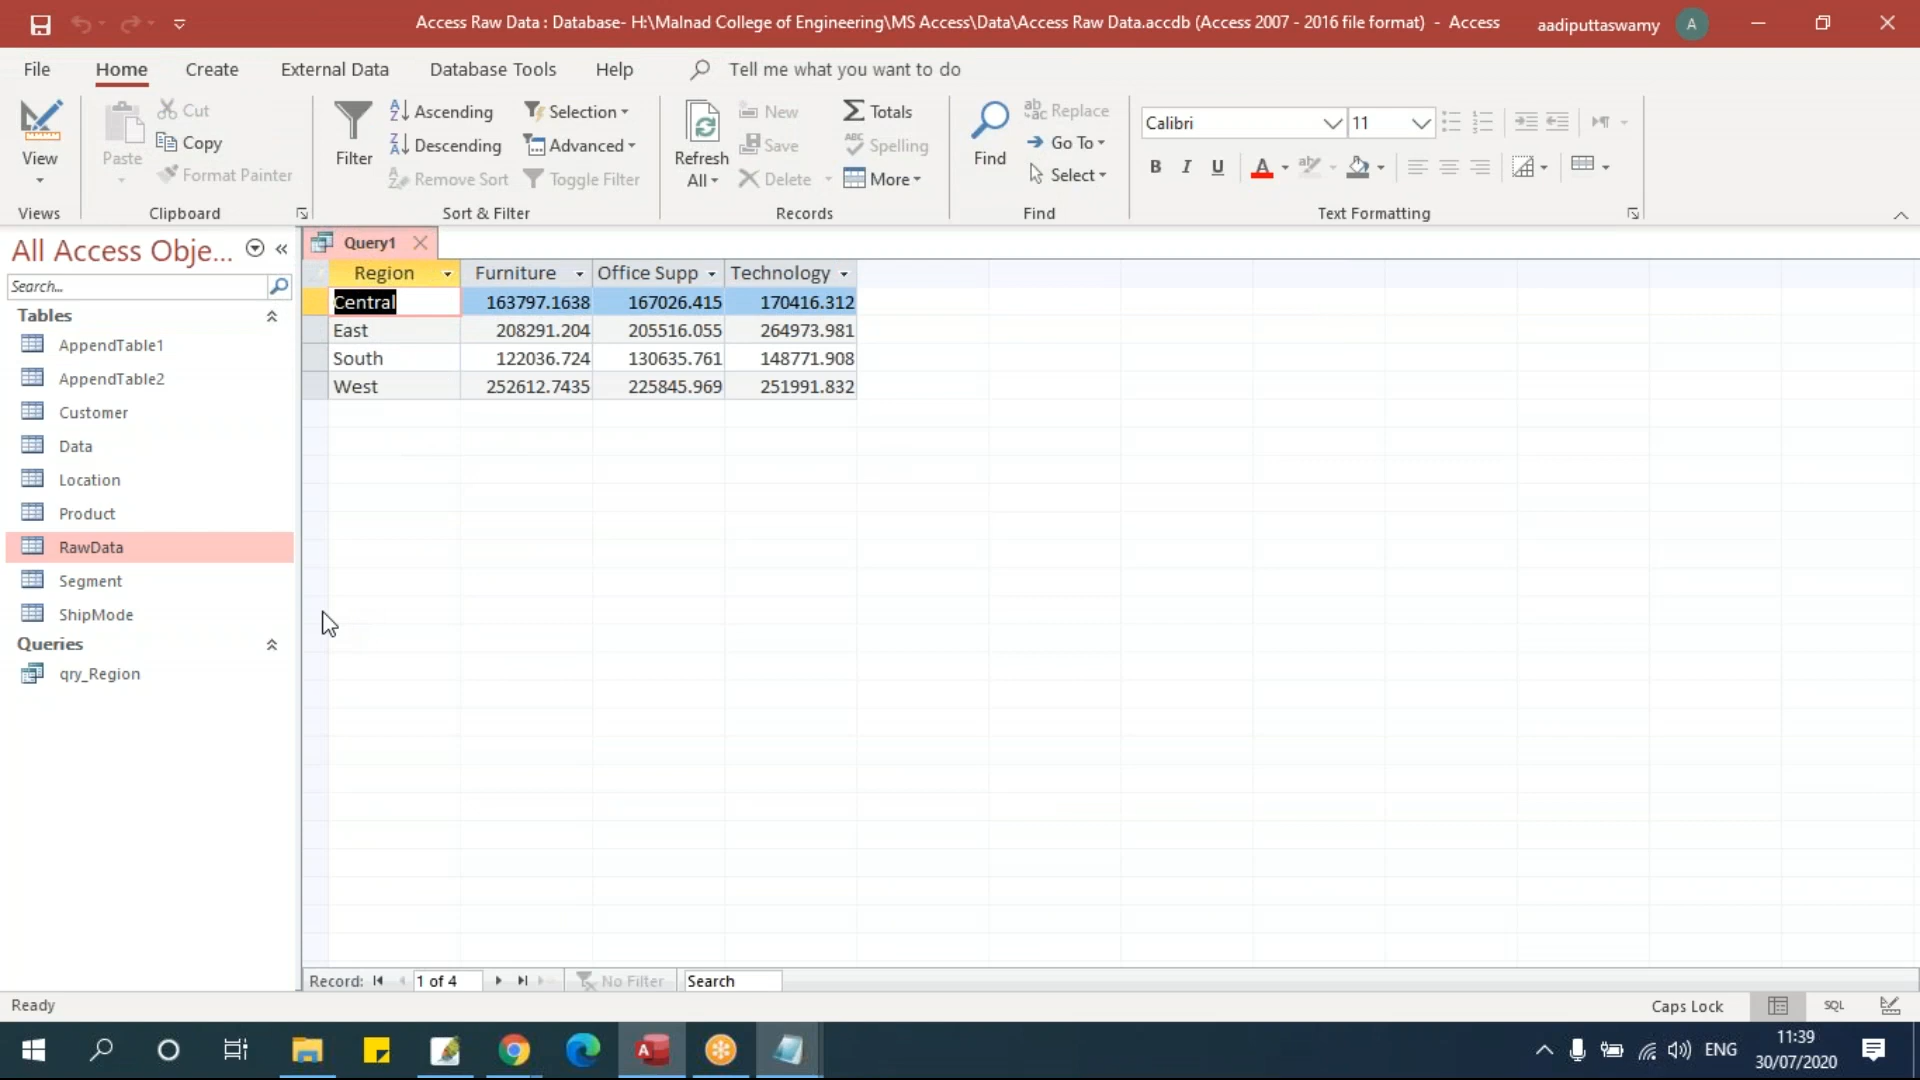 Access Raw Data : Database- H:\Malnad College of Engineering\MS Access\Data\Access Raw Data.accdb (Access 2007 - 2016 file format) - Access
aadiputtaswamy
A
File
Home
Create
External Data
Database Tools
Help
Tell me what you want to do
View
Views
Paste
Cut
Copy
Format Painter
Clipboard
Filter
Ascending
Descending
Remove Sort
Selection
Advanced
Toggle Filter
Sort & Filter
Refresh
All
New
Save
Delete
Totals
Spelling
More
Records
Find
Replace
Go To
Select
Find
Calibri
11
B I U
Text Formatting
All Access Obje...
Search...
Tables
AppendTable1
AppendTable2
Customer
Data
Location
Product
RawData
Segment
ShipMode
Queries
qry_Region
Query1
Region Furniture Office Supp Technology
Central 163797.1638 167026.415 170416.312
East 208291.204 205516.055 264973.981
South 122036.724 130635.761 148771.908
West 252612.7435 225845.969 251991.832
Record: 1 of 4 No Filter Search
Ready
Caps Lock
SQL
ENG
11:39
30/07/2020